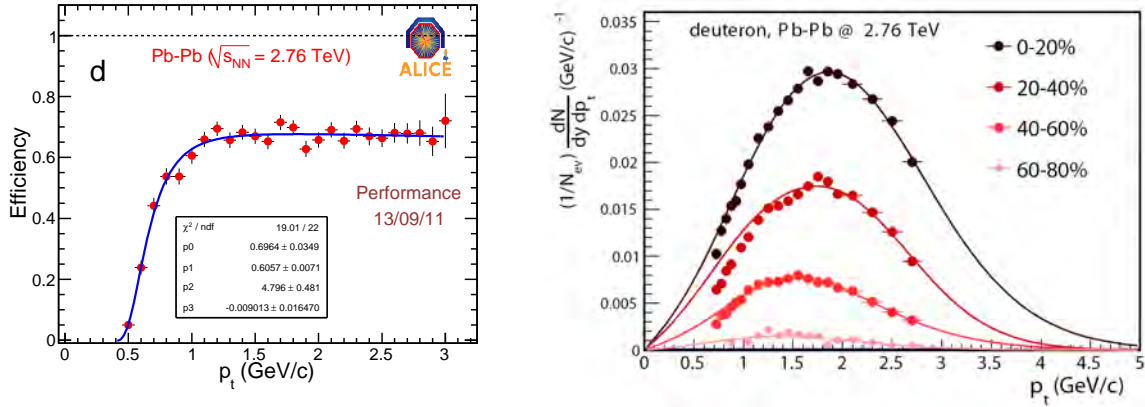 Pb-Pb (√s_NN = 2.76 TeV)
ALICE
d
Efficiency
1
0.8
0.6
0.4
0.2
0
Performance
13/09/11
χ² / ndf 19.01 / 22
p0 0.6964 ± 0.0349
p1 0.6057 ± 0.0071
p2 4.796 ± 0.481
p3 -0.009013 ± 0.016470
0 0.5 1 1.5 2 2.5 3
p_t (GeV/c)
deuteron, Pb-Pb @ 2.76 TeV
(1/N_ev) dN/dy dp_t (GeV/c)⁻¹
0.035
0.03
0.025
0.02
0.015
0.01
0.005
0
0-20%
20-40%
40-60%
60-80%
0 0.5 1 1.5 2 2.5 3 3.5 4 4.5 5
p_t (GeV/c)